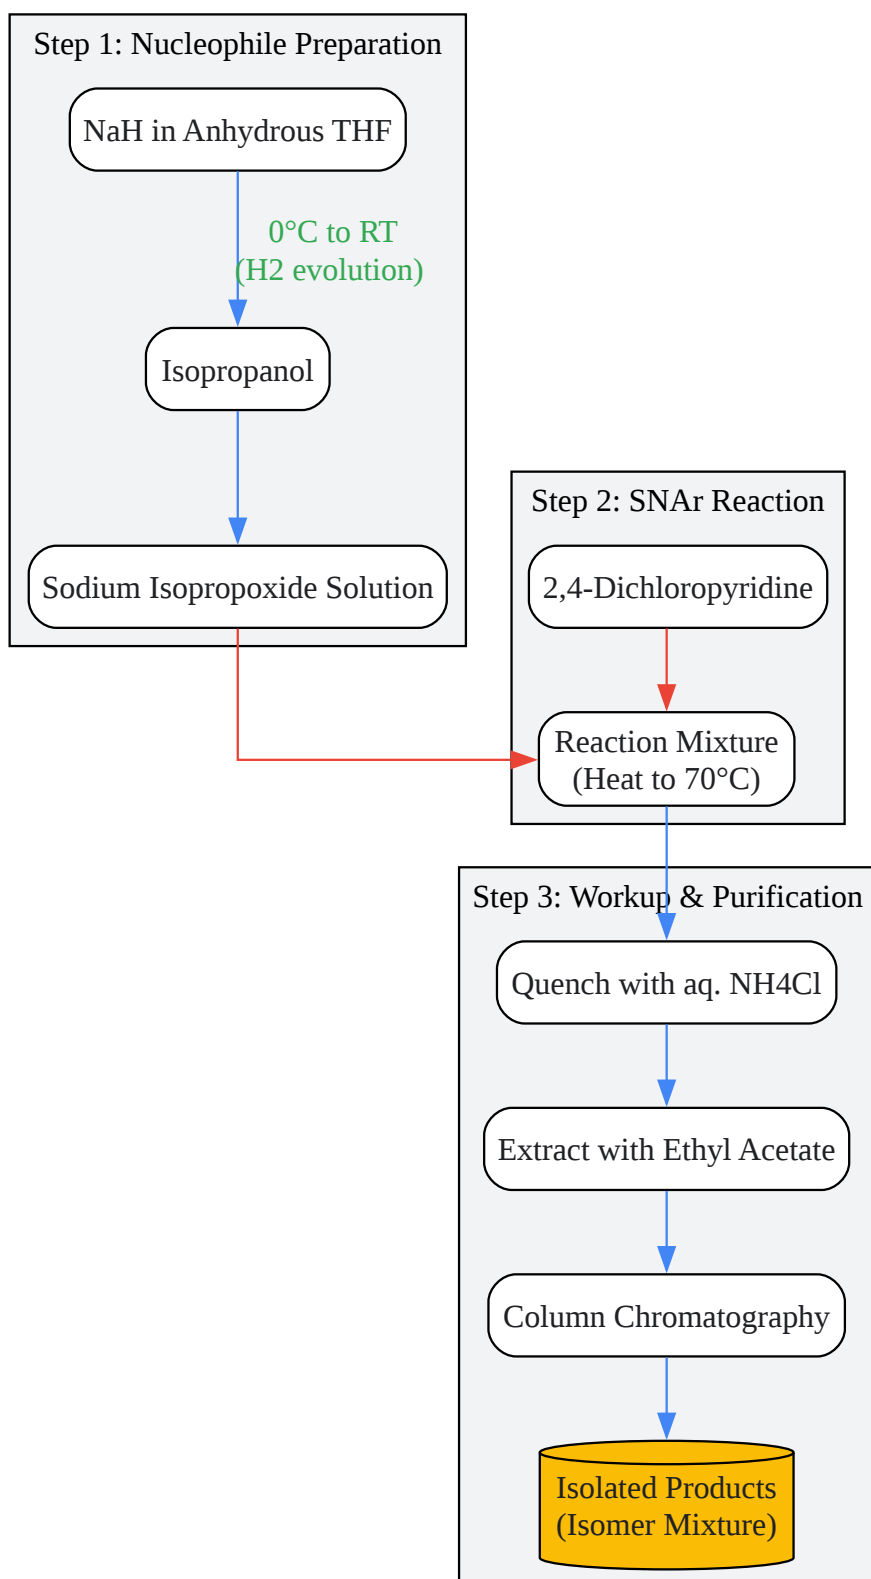 Step 1: Nucleophile Preparation
NaH in Anhydrous THF
0°C to RT
(H2 evolution)
Isopropanol
Sodium Isopropoxide Solution
Step 2: SNAr Reaction
2,4-Dichloropyridine
Reaction Mixture
(Heat to 70°C)
Step 3: Workup & Purification
Quench with aq. NH4Cl
Extract with Ethyl Acetate
Column Chromatography
Isolated Products
(Isomer Mixture)